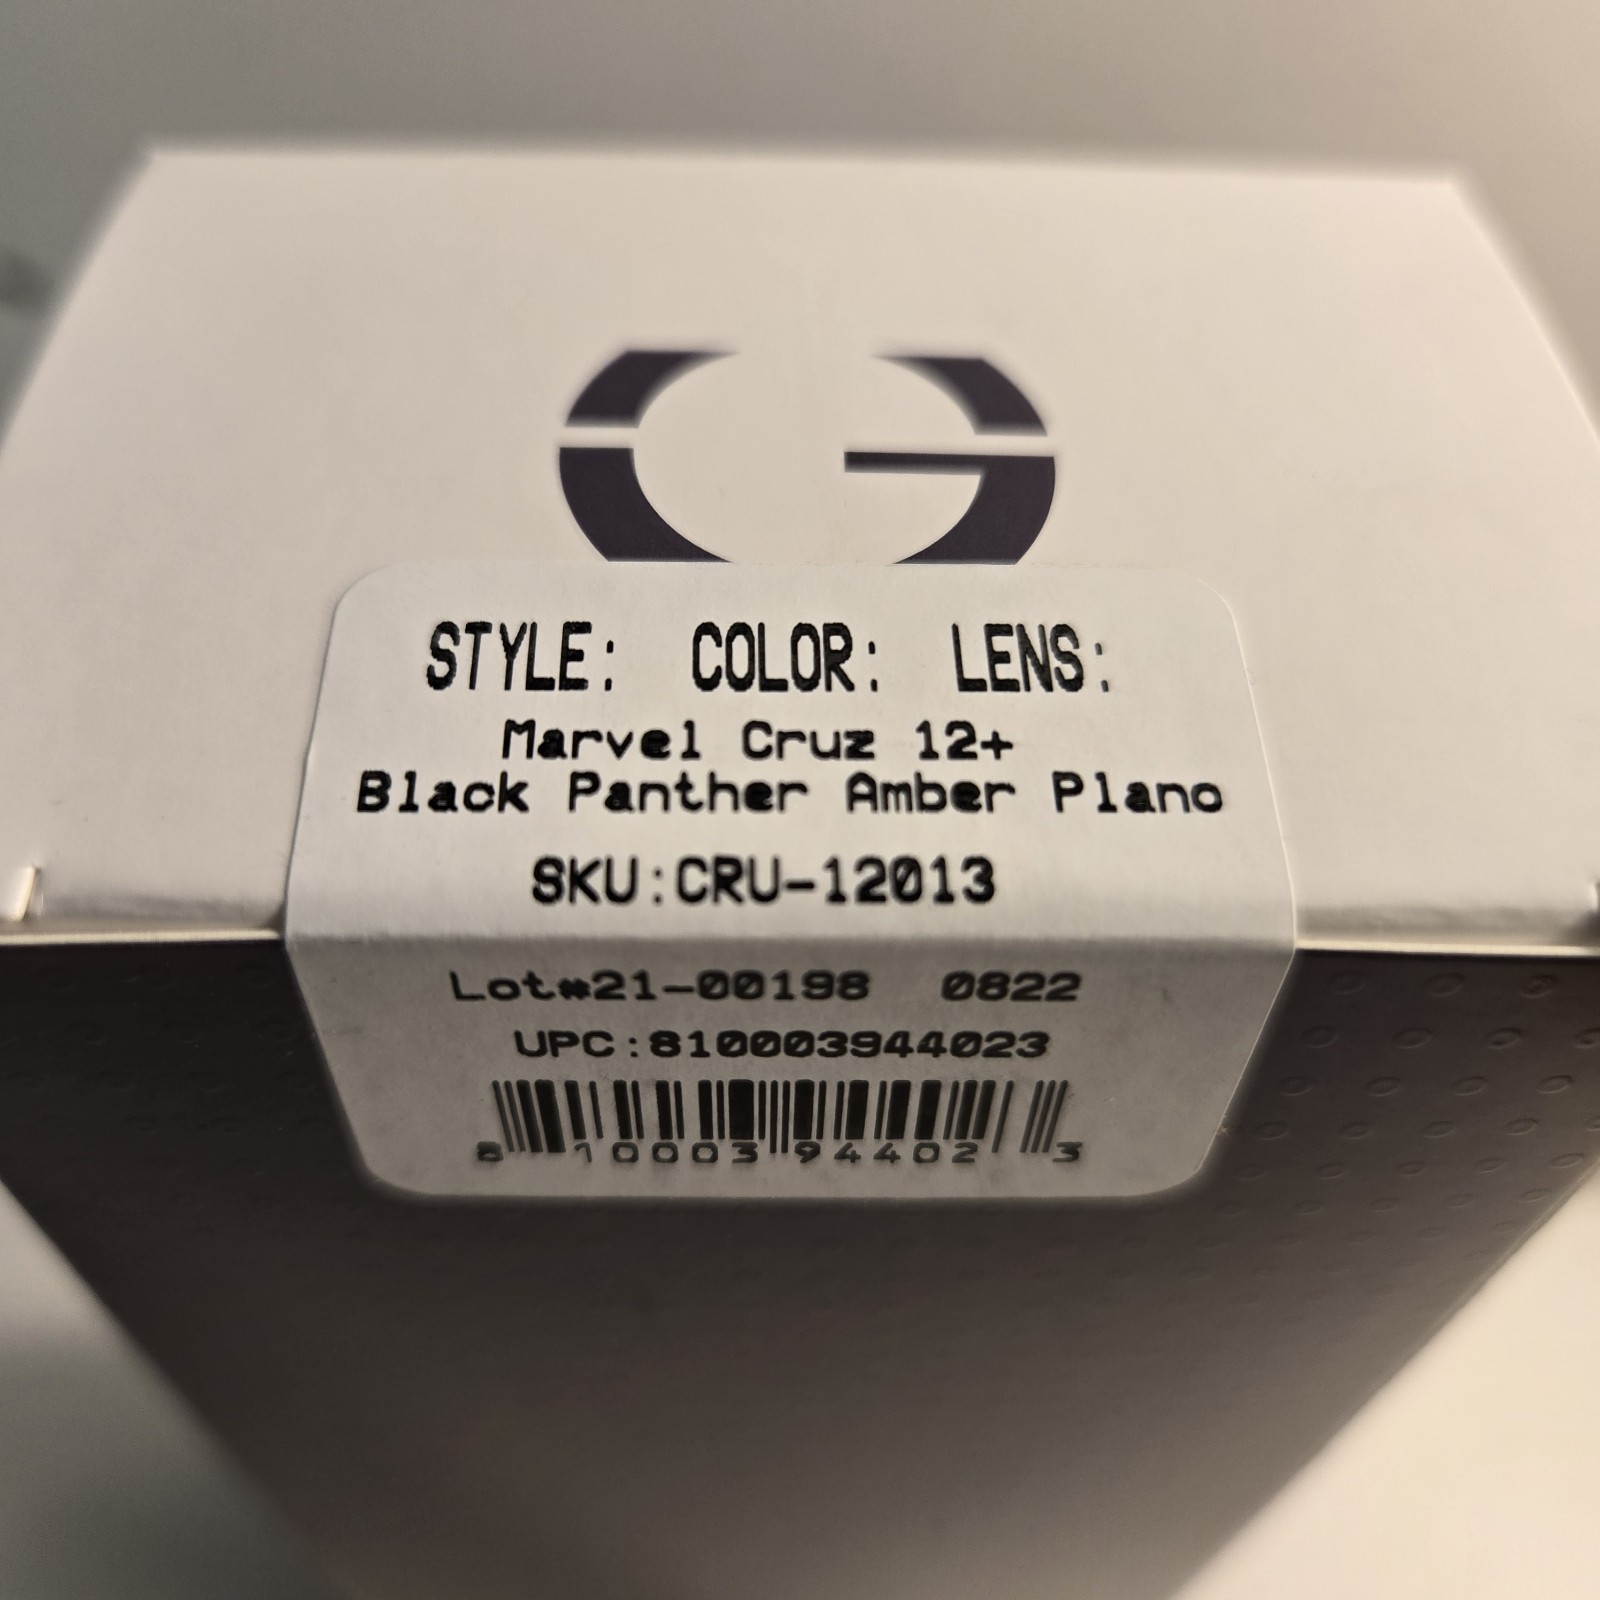 STYLE: COLOR: LENS:
Marvel Cruz 12+
Black Panther Amber Plano
SKU:CRU-12013
Lot#21-00198 0822
UPC:810003944023
8 10003 94402 3